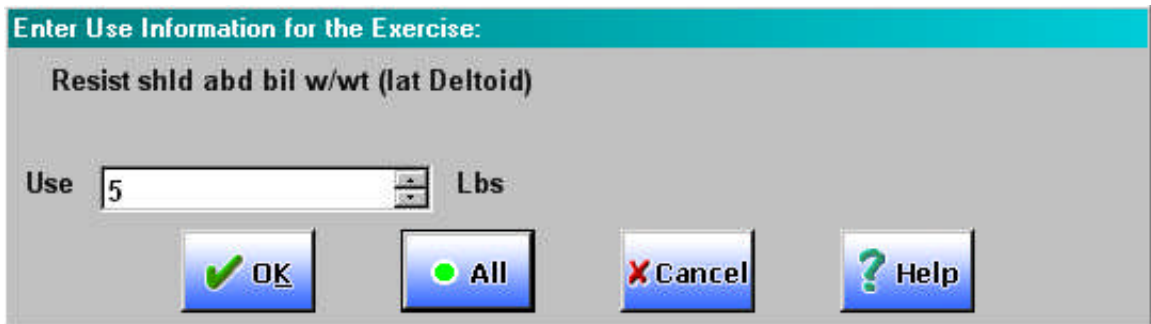 Enter Use Information for the Exercise:
Resist shld abd bil w/wt (lat Deltoid)
Use 5 Lbs
OK All Cancel Help